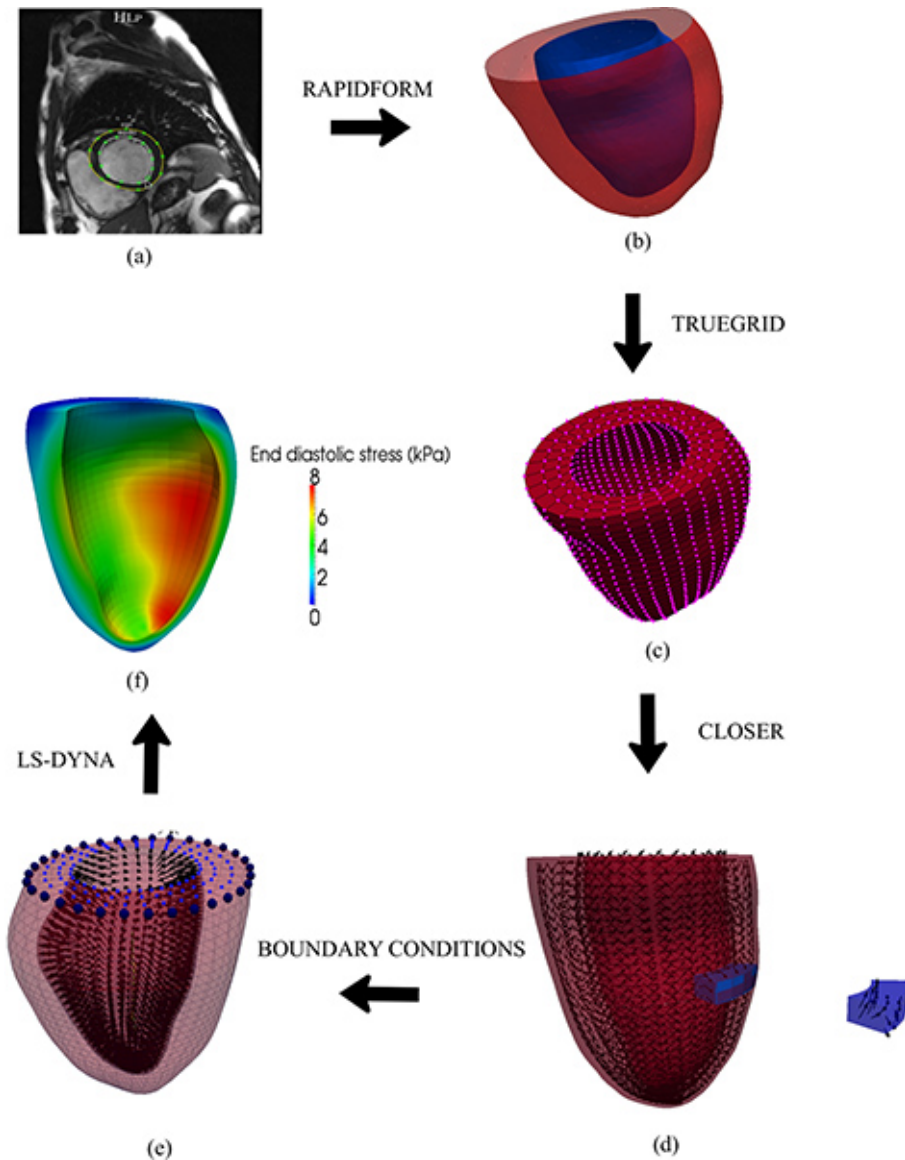 HLP
RAPIDFORM
(a)
(b)
TRUEGRID
End diastolic stress (kPa)
8
6
4
2
0
(c)
(f)
CLOSER
LS-DYNA
BOUNDARY CONDITIONS
(e)
(d)